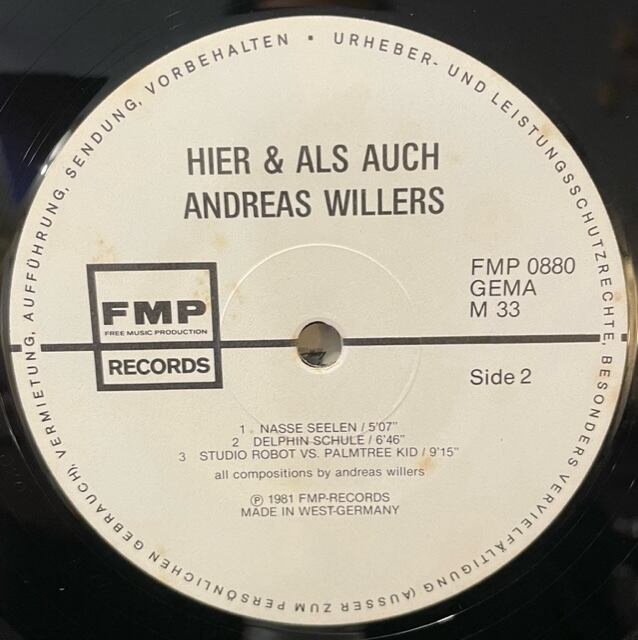 URHEBER- UND LEISTUNGSSCHUTZRECHTE, BESONDERS VERVIELFÄLTIGUNG (AUSSER ZUM PERSÖNLICHEN GEBRAUCH), VERMIETUNG, AUFFÜHRUNG, SENDUNG, VORBEHALTEN •
HIER & ALS AUCH
ANDREAS WILLERS
FMP
FREE MUSIC PRODUCTION
RECORDS
FMP 0880
GEMA
M 33
Side 2
1 NASSE SEELEN / 5'07"
2 DELPHIN SCHULE / 6'46"
3 STUDIO ROBOT VS. PALMTREE KID / 9'15"
all compositions by andreas willers
℗ 1981 FMP-RECORDS
MADE IN WEST-GERMANY